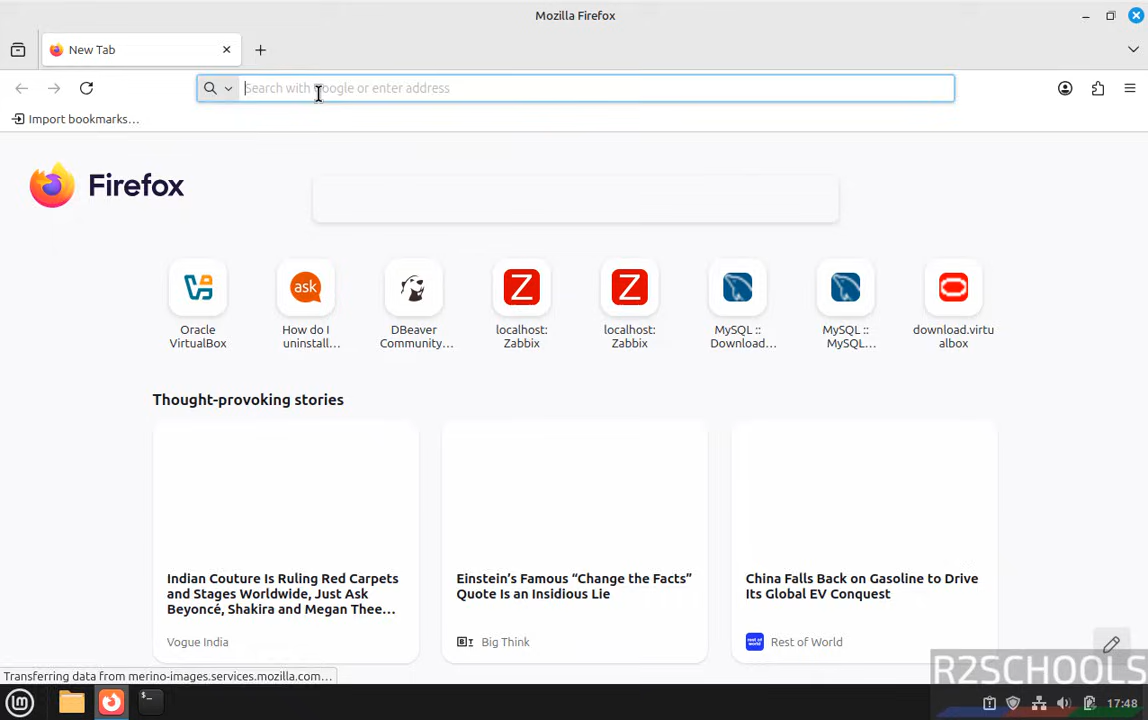 Mozilla Firefox
New Tab
Search with Google or enter address
Import bookmarks...
Firefox
Oracle
VirtualBox
How do I
uninstall...
DBeaver
Community...
localhost:
Zabbix
localhost:
Zabbix
MySQL ::
Download...
MySQL ::
MySQL...
download.virtu
albox
ask
Z
Z
Thought-provoking stories
Indian Couture Is Ruling Red Carpets
and Stages Worldwide, Just Ask
Beyoncé, Shakira and Megan Thee...
Vogue India
Einstein's Famous “Change the Facts”
Quote Is an Insidious Lie
Big Think
China Falls Back on Gasoline to Drive
Its Global EV Conquest
Rest of World
Transferring data from merino-images.services.mozilla.com...
R2SCHOOLS
17:48